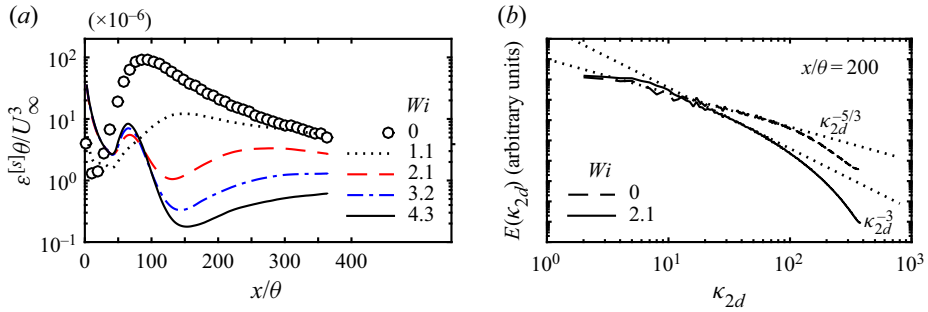 (a)
(×10⁻⁶)
10²
10¹
10⁰
10⁻¹
ε^[s]θ/U³∞
0 100 200 300 400
x/θ
Wi
0
1.1
2.1
3.2
4.3
(b)
x/θ = 200
E(κ₂d) (arbitrary units)
κ₂d^−5/3
κ₂d^−3
Wi
0
2.1
10⁰ 10¹ 10² 10³
κ₂d